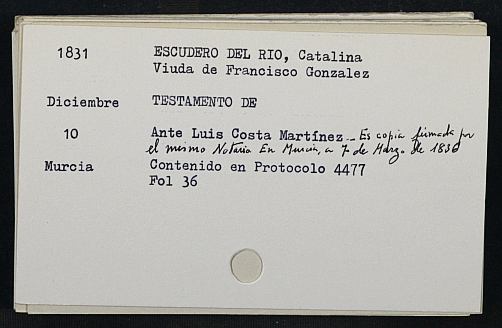 1831 ESCUDERO DEL RIO, Catalina
Viuda de Francisco Gonzalez
Diciembre TESTAMENTO DE
10 Ante Luis Costa Martínez - Es copia firmada por
el mismo Notario En Murcia, a 7 de Marzo de 1836
Murcia Contenido en Protocolo 4477
Fol 36